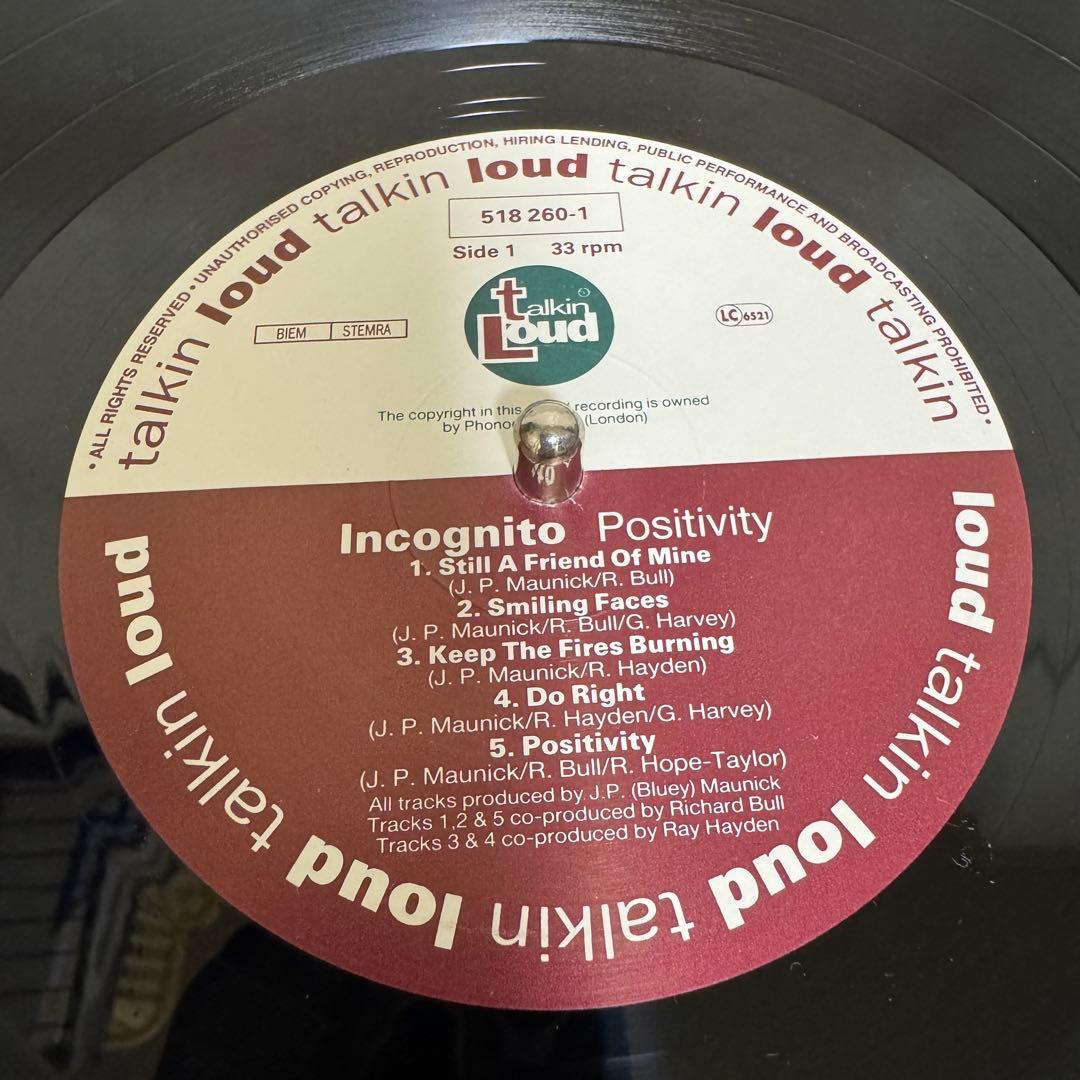 • ALL RIGHTS RESERVED • UNAUTHORISED COPYING, REPRODUCTION, HIRING LENDING, PUBLIC PERFORMANCE AND BROADCASTING PROHIBITED •
talkin loud talkin loud talkin loud talkin
518 260-1
Side 1 33 rpm
talkin Loud
BIEM STEMRA
LC 6521
The copyright in this recording is owned
by (London)
Incognito Positivity
1. Still A Friend Of Mine
(J. P. Maunick/R. Bull)
2. Smiling Faces
(J. P. Maunick/R. Bull/G. Harvey)
3. Keep The Fires Burning
(J. P. Maunick/R. Hayden)
4. Do Right
(J. P. Maunick/R. Hayden/G. Harvey)
5. Positivity
(J. P. Maunick/R. Bull/R. Hope-Taylor)
All tracks produced by J.P. (Bluey) Maunick
Tracks 1,2 & 5 co-produced by Richard Bull
Tracks 3 & 4 co-produced by Ray Hayden
loud talkin loud talkin loud talkin loud talkin loud